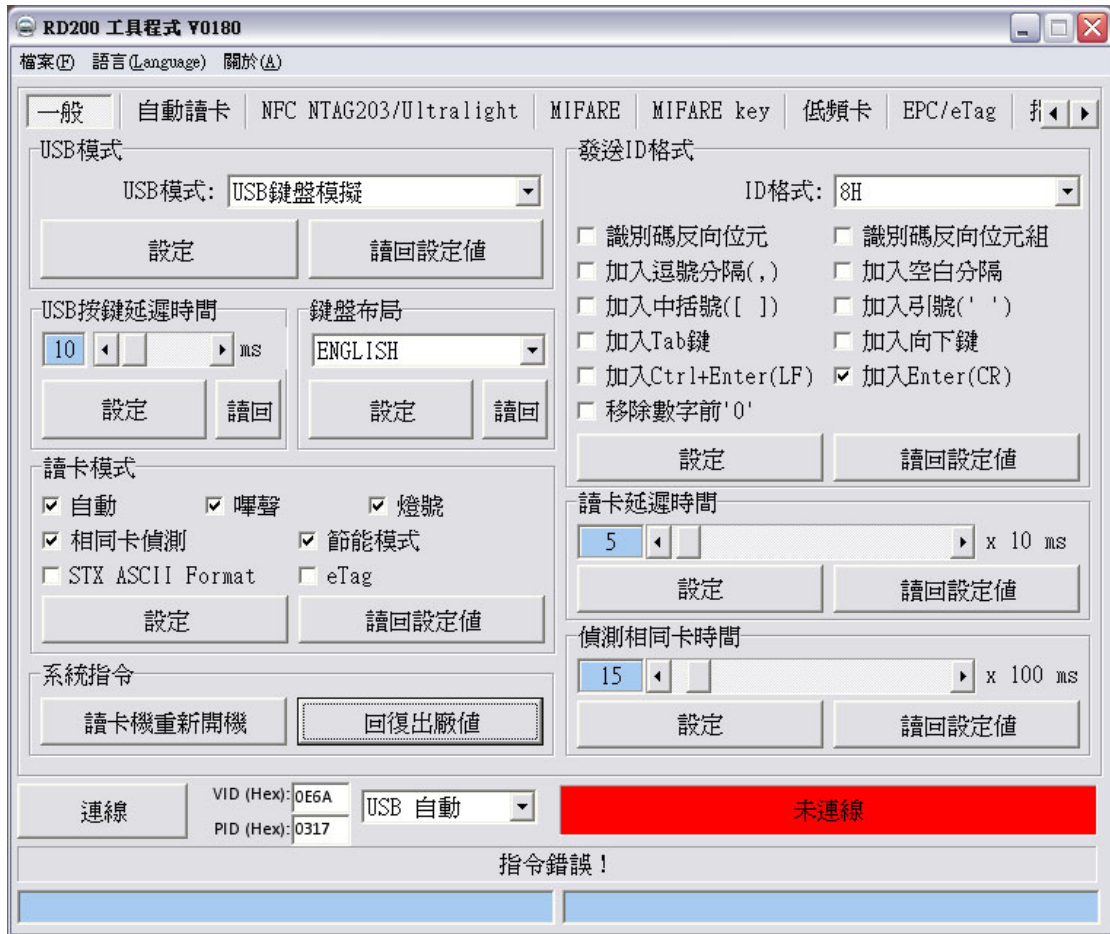 RD200 工具程式 V0180
檔案(F) 語言(Language) 關於(A)
一般 自動讀卡 NFC NTAG203/Ultralight MIFARE MIFARE key 低頻卡 EPC/eTag
USB模式
USB模式: USB鍵盤模擬
設定 讀回設定值
USB按鍵延遲時間
10 ms
設定 讀回
鍵盤布局
ENGLISH
設定 讀回
讀卡模式
自動 嗶聲 燈號
相同卡偵測 節能模式
STX ASCII Format eTag
設定 讀回設定值
系統指令
讀卡機重新開機 回復出廠值
發送ID格式
ID格式: 8H
識別碼反向位元 識別碼反向位元組
加入逗號分隔(,) 加入空白分隔
加入中括號([ ]) 加入引號(' ')
加入Tab鍵 加入向下鍵
加入Ctrl+Enter(LF) 加入Enter(CR)
移除數字前'0'
設定 讀回設定值
讀卡延遲時間
5 x 10 ms
設定 讀回設定值
偵測相同卡時間
15 x 100 ms
設定 讀回設定值
連線 VID (Hex): 0E6A USB 自動 未連線
PID (Hex): 0317
指令錯誤！